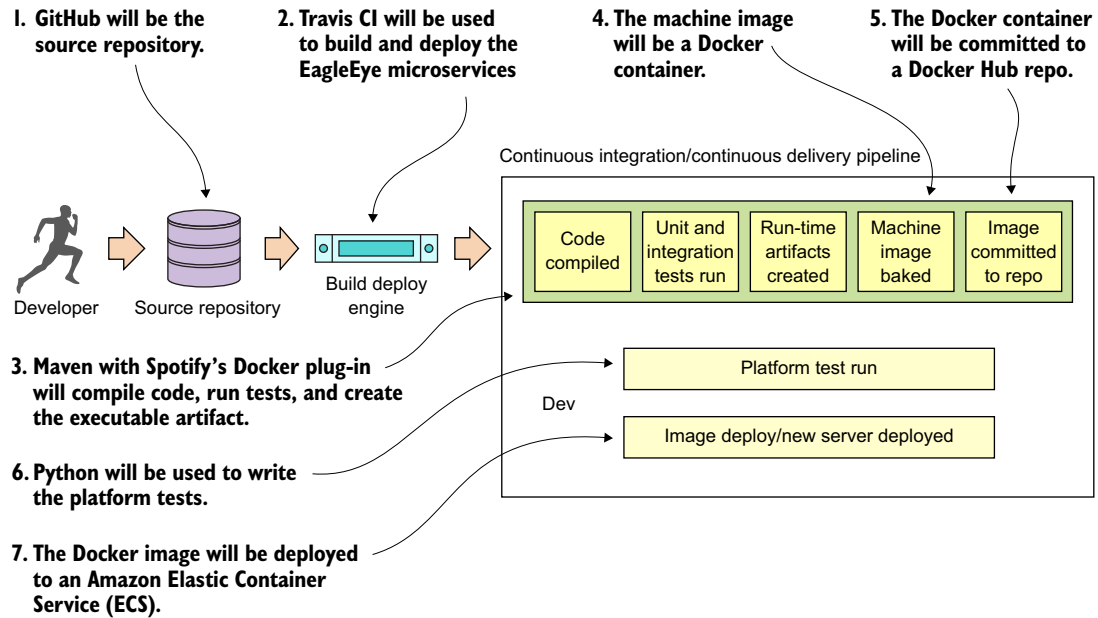 1. GitHub will be the
source repository.
2. Travis CI will be used
to build and deploy the
EagleEye microservices
4. The machine image
will be a Docker
container.
5. The Docker container
will be committed to
a Docker Hub repo.
Continuous integration/continuous delivery pipeline
Code
compiled
Unit and
integration
tests run
Run-time
artifacts
created
Machine
image
baked
Image
committed
to repo
Developer
Source repository
Build deploy
engine
3. Maven with Spotify’s Docker plug-in
will compile code, run tests, and create
the executable artifact.
Platform test run
Dev
Image deploy/new server deployed
6. Python will be used to write
the platform tests.
7. The Docker image will be deployed
to an Amazon Elastic Container
Service (ECS).